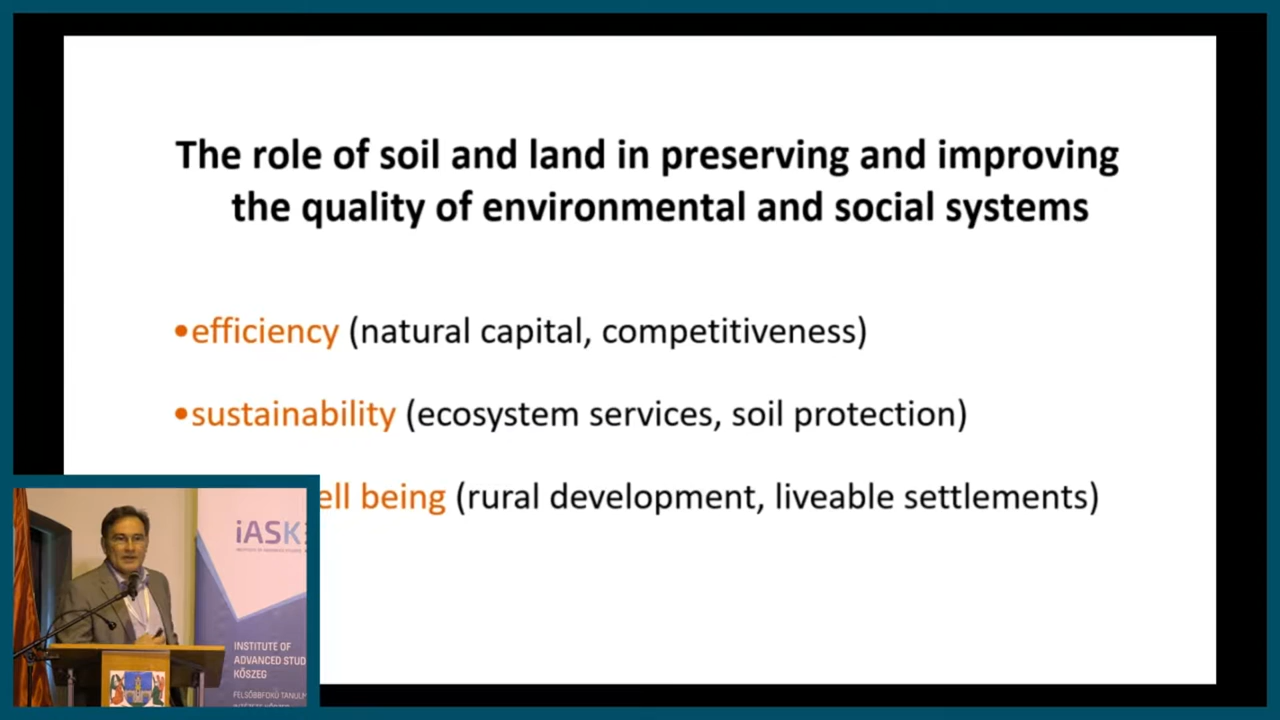 The role of soil and land in preserving and improving
the quality of environmental and social systems
•efficiency (natural capital, competitiveness)
•sustainability (ecosystem services, soil protection)
ell being (rural development, liveable settlements)
iASK
INSTITUTE OF
ADVANCED STUD
KŐSZEG
FELSŐBBFOKÚ TANULM